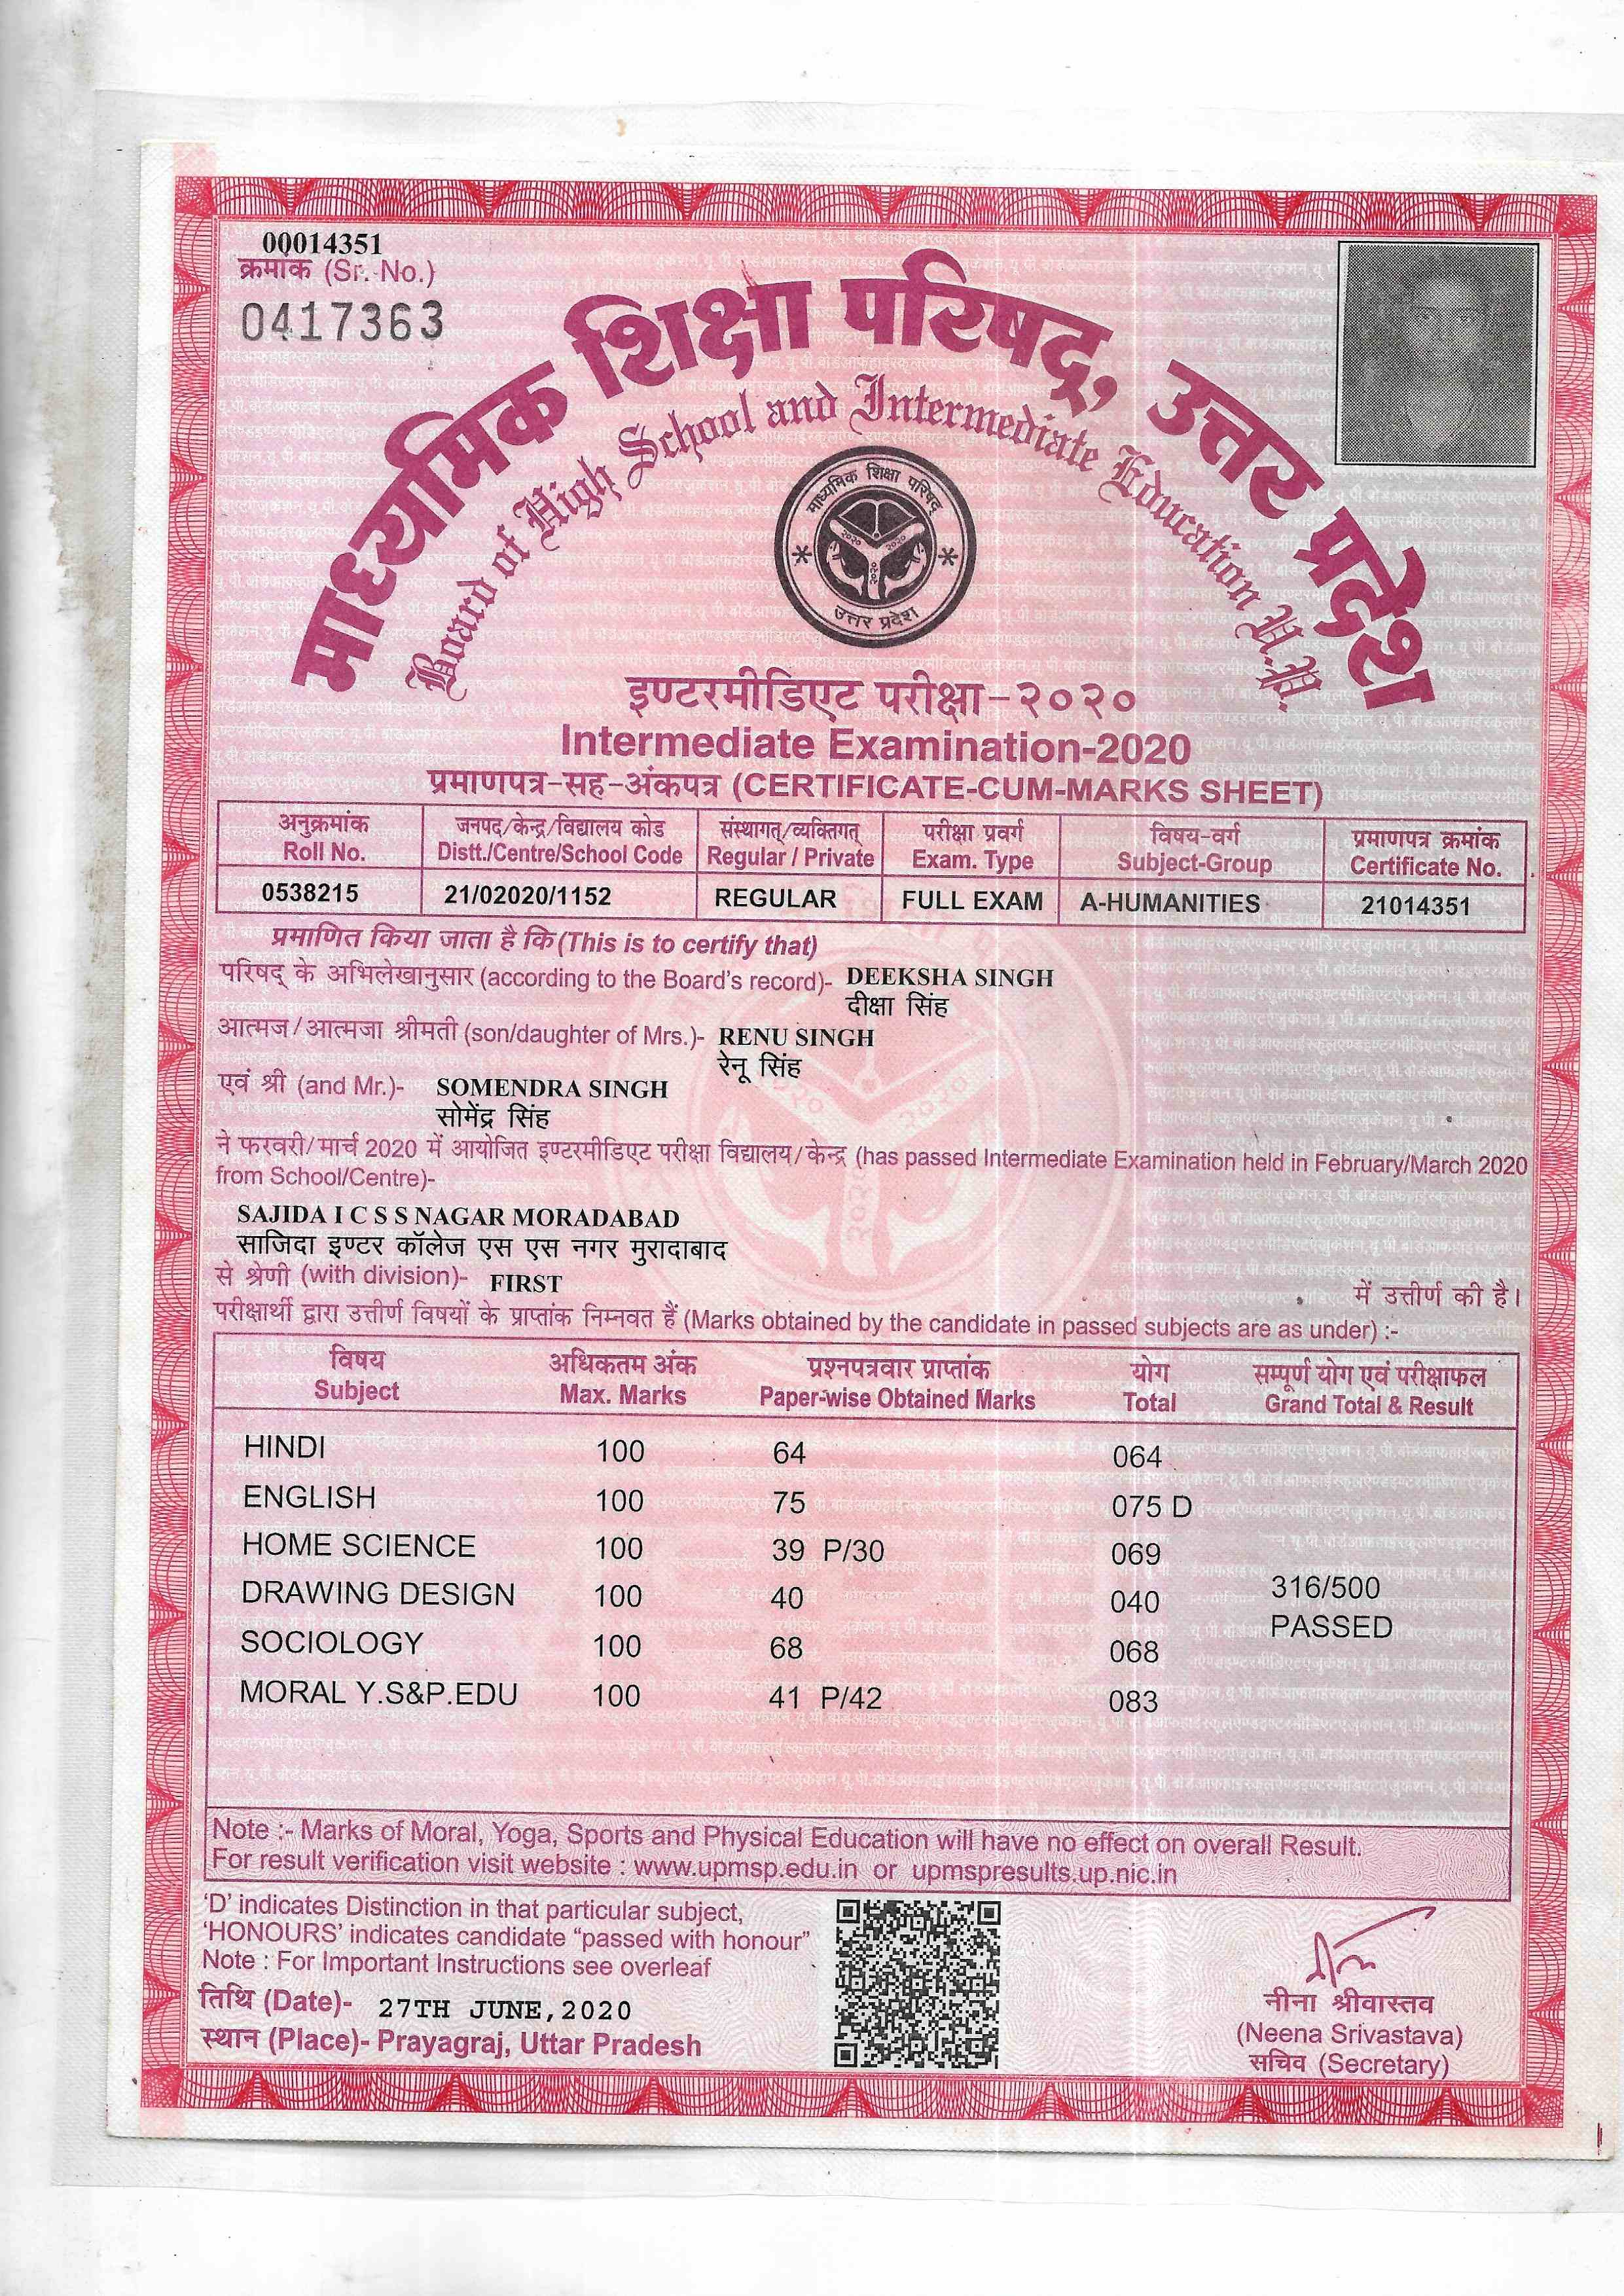 00014351
क्रमांक (Sr. No.)
0417363
माध्यमिक शिक्षा परिषद्, उत्तर प्रदेश
Board of High School and Intermediate Education U.P.
माध्यमिक शिक्षा परिषद्
२०२० २०२०
२०२०
उत्तर प्रदेश
इण्टरमीडिएट परीक्षा-२०२०
Intermediate Examination-2020
प्रमाणपत्र-सह-अंकपत्र (CERTIFICATE-CUM-MARKS SHEET)
अनुक्रमांक जनपद/केन्द्र/विद्यालय कोड संस्थागत्/व्यक्तिगत् परीक्षा प्रवर्ग विषय-वर्ग प्रमाणपत्र क्रमांक
Roll No. Distt./Centre/School Code Regular / Private Exam. Type Subject-Group Certificate No.
0538215 21/02020/1152 REGULAR FULL EXAM A-HUMANITIES 21014351
प्रमाणित किया जाता है कि (This is to certify that)
परिषद् के अभिलेखानुसार (according to the Board's record)- DEEKSHA SINGH
दीक्षा सिंह
आत्मज/आत्मजा श्रीमती (son/daughter of Mrs.)- RENU SINGH
रेनू सिंह
एवं श्री (and Mr.)- SOMENDRA SINGH
सोमेंद्र सिंह
ने फरवरी/मार्च 2020 में आयोजित इण्टरमीडिएट परीक्षा विद्यालय/केन्द्र (has passed Intermediate Examination held in February/March 2020
from School/Centre)-
SAJIDA I C S S NAGAR MORADABAD
साजिदा इण्टर कॉलेज एस एस नगर मुरादाबाद
से श्रेणी (with division)- FIRST में उत्तीर्ण की है।
परीक्षार्थी द्वारा उत्तीर्ण विषयों के प्राप्तांक निम्नवत हैं (Marks obtained by the candidate in passed subjects are as under) :-
विषय अधिकतम अंक प्रश्नपत्रवार प्राप्तांक योग सम्पूर्ण योग एवं परीक्षाफल
Subject Max. Marks Paper-wise Obtained Marks Total Grand Total & Result
HINDI 100 64 064
ENGLISH 100 75 075 D
HOME SCIENCE 100 39 P/30 069
DRAWING DESIGN 100 40 040 316/500
PASSED
SOCIOLOGY 100 68 068
MORAL Y.S&P.EDU 100 41 P/42 083
Note :- Marks of Moral, Yoga, Sports and Physical Education will have no effect on overall Result.
For result verification visit website : www.upmsp.edu.in or upmspresults.up.nic.in
'D' indicates Distinction in that particular subject,
'HONOURS' indicates candidate "passed with honour"
Note : For Important Instructions see overleaf
तिथि (Date)- 27TH JUNE,2020
स्थान (Place)- Prayagraj, Uttar Pradesh
नीना श्रीवास्तव
(Neena Srivastava)
सचिव (Secretary)